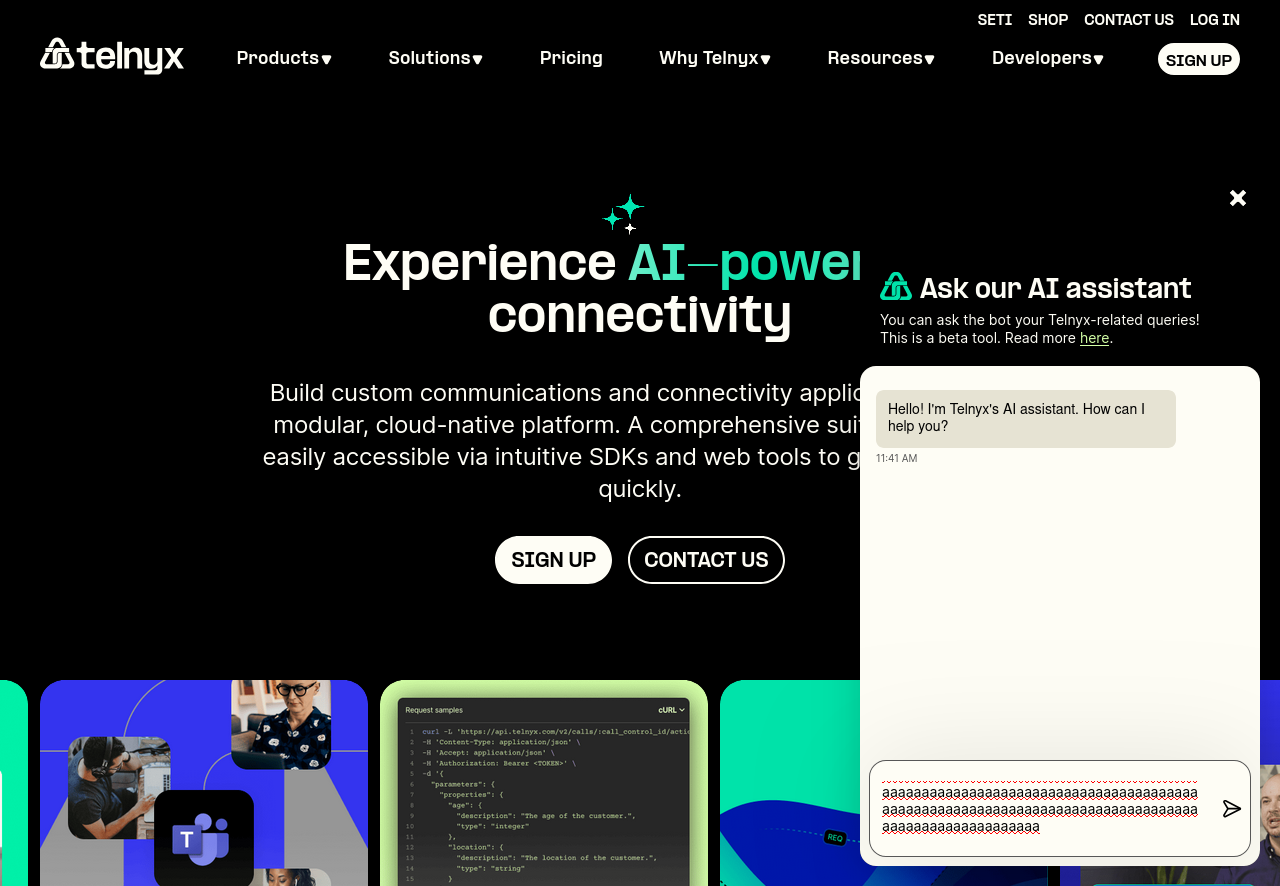 SETI SHOP CONTACT US LOG IN
telnyx Products Solutions Pricing Why Telnyx Resources Developers SIGN UP
Experience AI-power
connectivity
Build custom communications and connectivity applic
modular, cloud-native platform. A comprehensive suit
easily accessible via intuitive SDKs and web tools to g
quickly.
SIGN UP CONTACT US
Ask our AI assistant
You can ask the bot your Telnyx-related queries!
This is a beta tool. Read more here.
Hello! I'm Telnyx's AI assistant. How can I
help you?
11:41 AM
T
Request samples cURL
1 curl -L 'https://api.telnyx.com/v2/calls/:call_control_id/actio
2 -H 'Content-Type: application/json' \
3 -H 'Accept: application/json' \
4 -H 'Authorization: Bearer <TOKEN>' \
5 -d '{
6 "parameters": {
7 "properties": {
8 "age": {
9 "description": "The age of the customer.",
10 "type": "integer"
11 },
12 "location": {
13 "description": "The location of the customer.",
14 "type": "string"
15 }
REQ